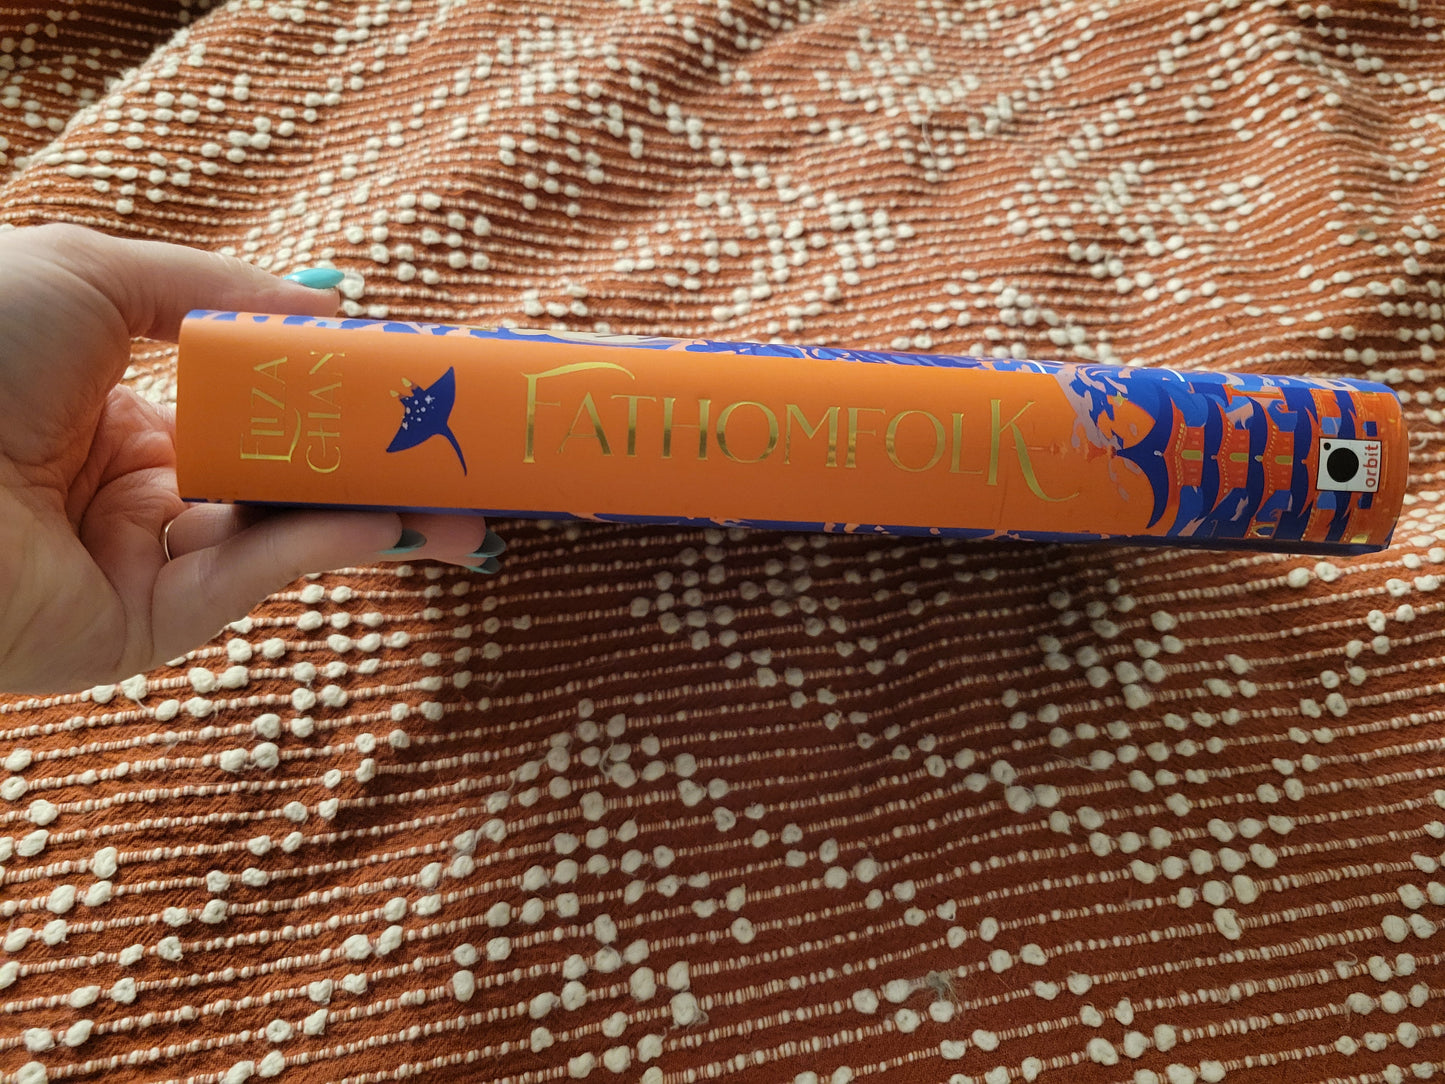 ELIZA
CHAN
FATHOMFOLK
orbit